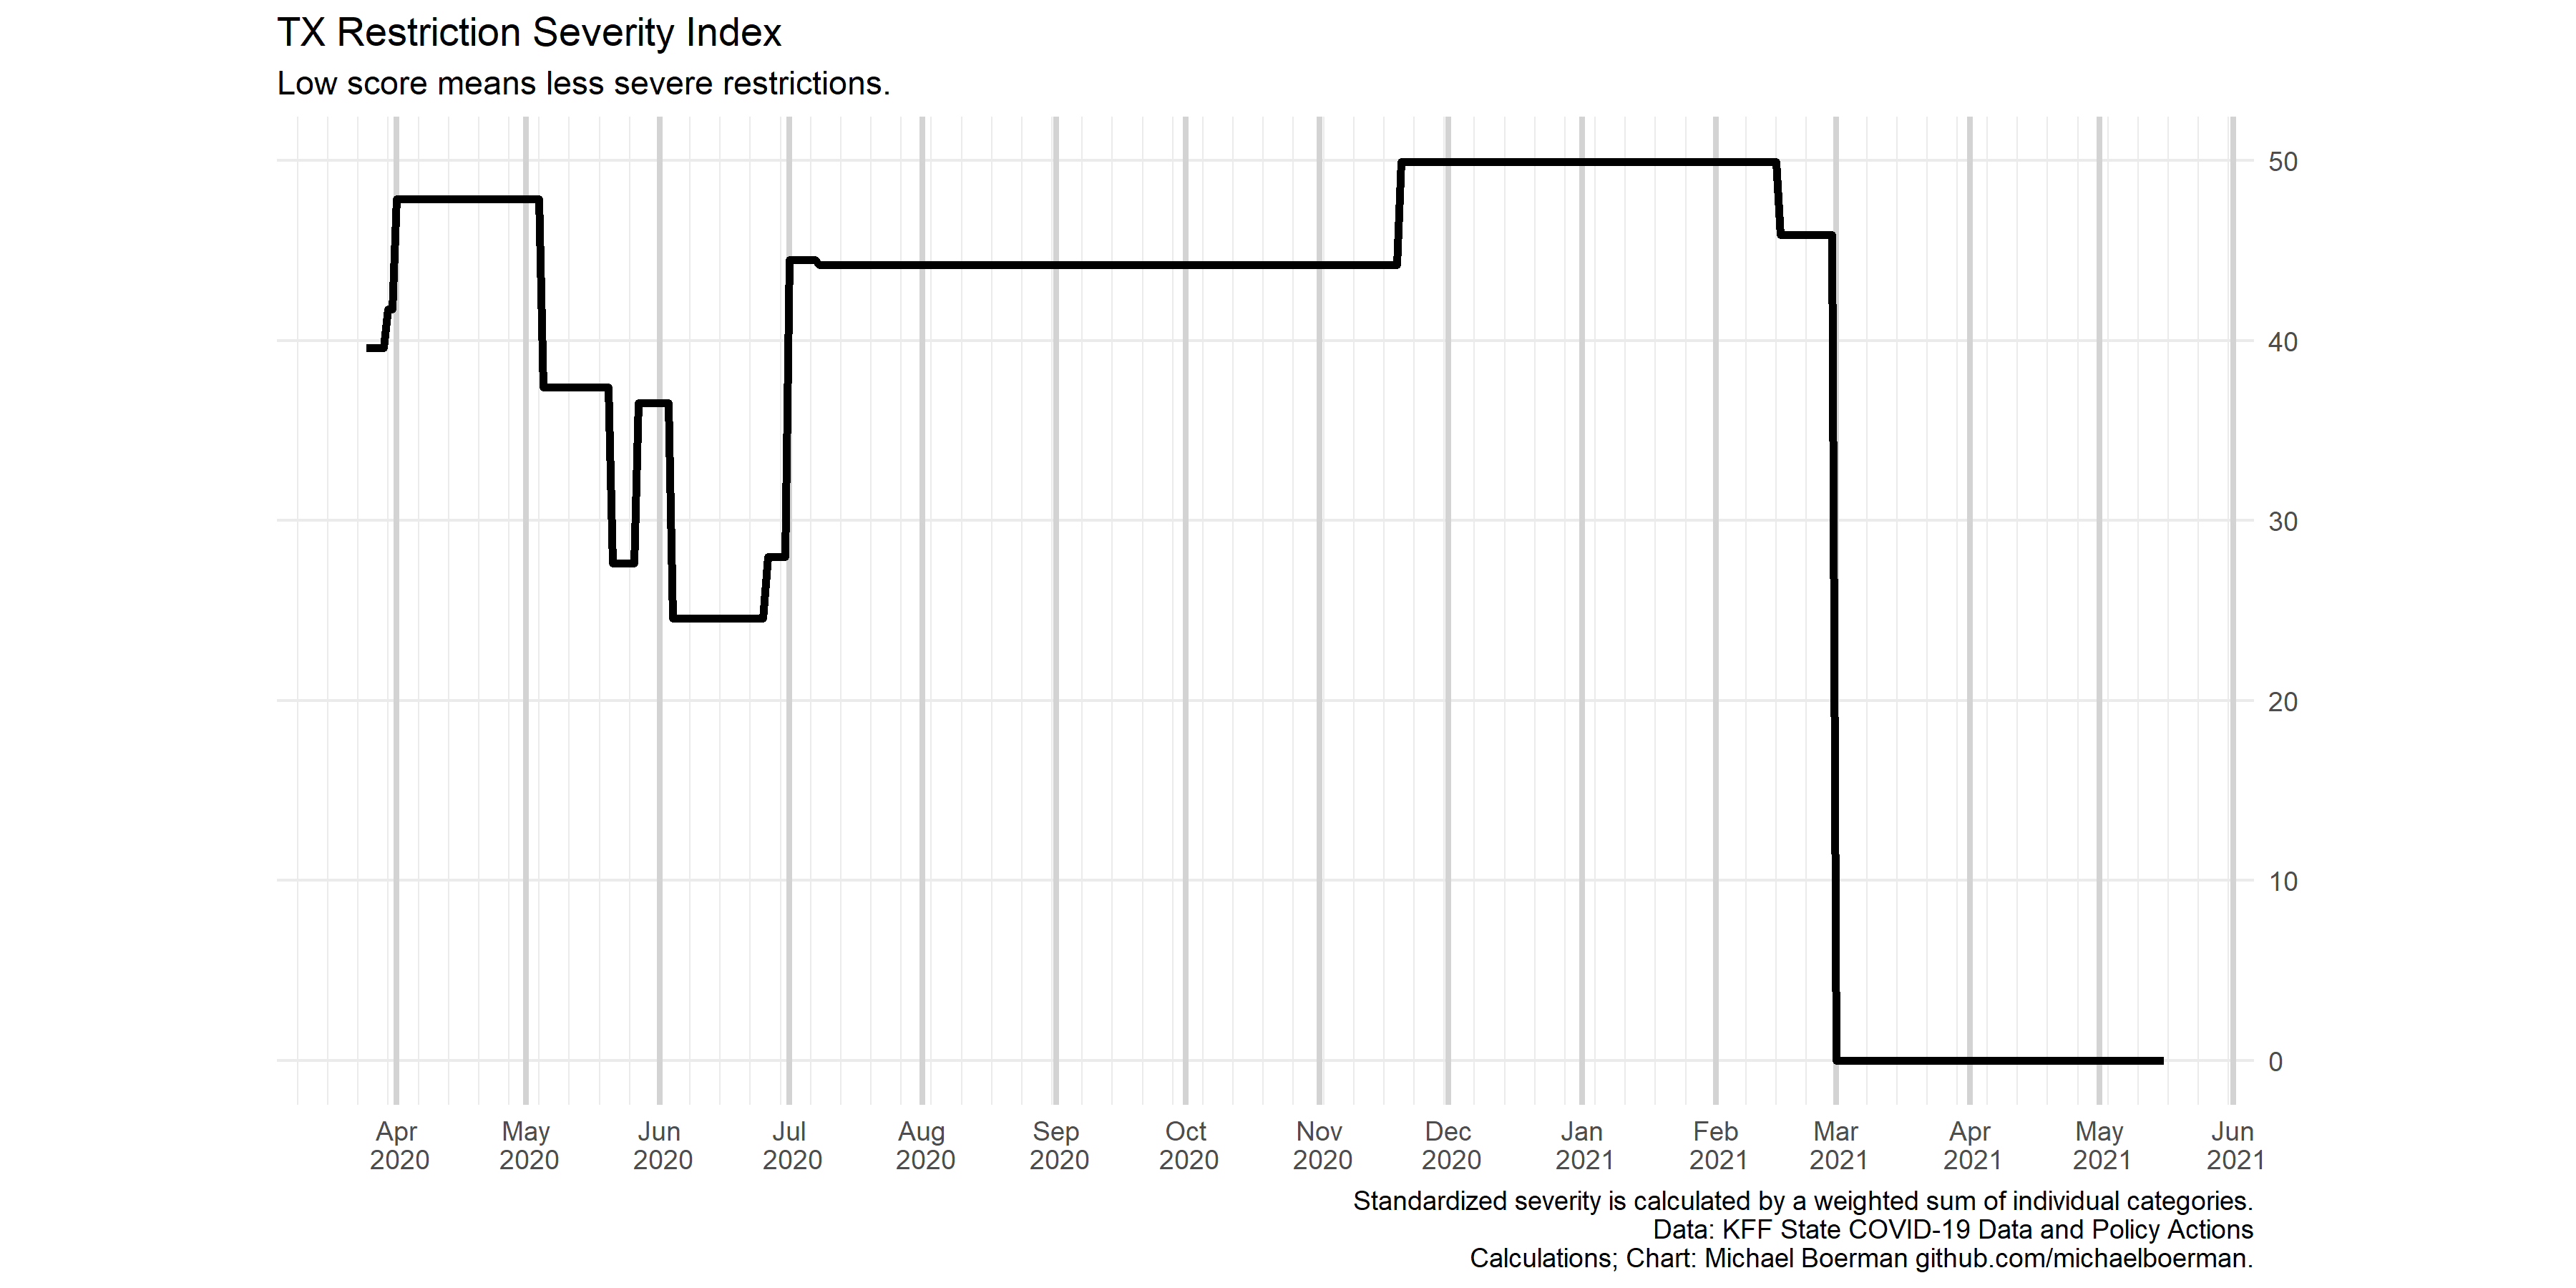 TX Restriction Severity Index
Low score means less severe restrictions.
50
40
30
20
10
0
Apr May Jun Jul Aug Sep Oct Nov Dec Jan Feb Mar Apr May Jun
2020 2020 2020 2020 2020 2020 2020 2020 2020 2021 2021 2021 2021 2021 2021
Standardized severity is calculated by a weighted sum of individual categories.
Data: KFF State COVID-19 Data and Policy Actions
Calculations; Chart: Michael Boerman github.com/michaelboerman.